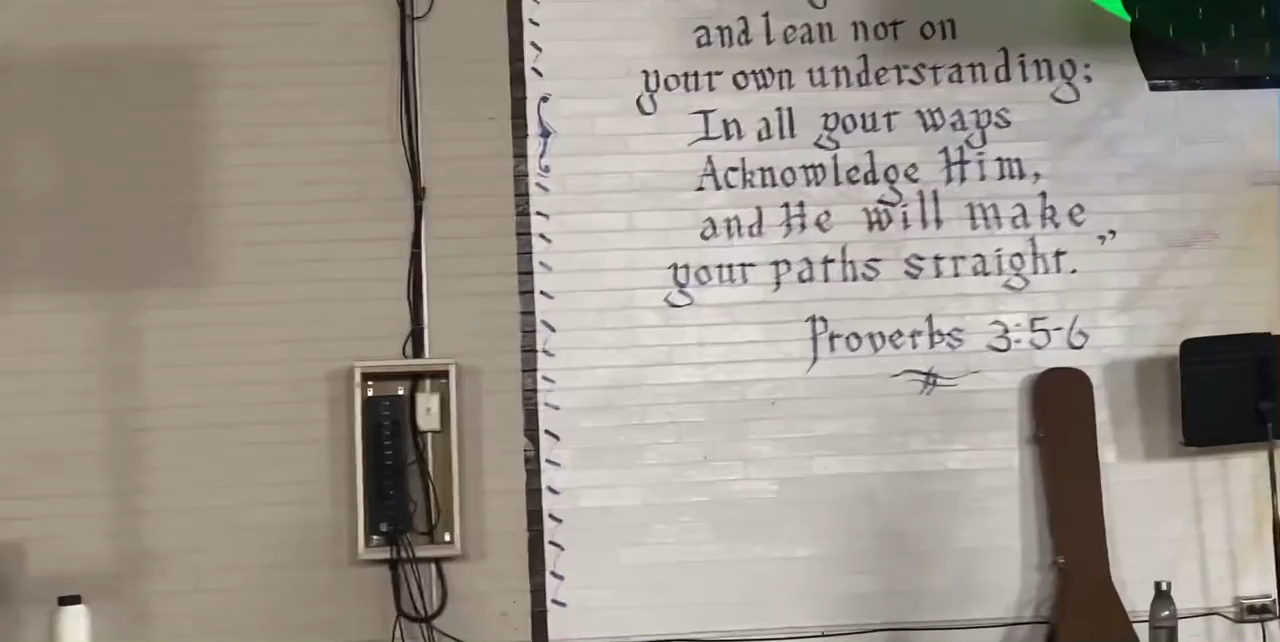 and lean not on
your own understanding;
In all your ways
Acknowledge Him,
and He will make
your paths straight.”
Proverbs 3:5-6